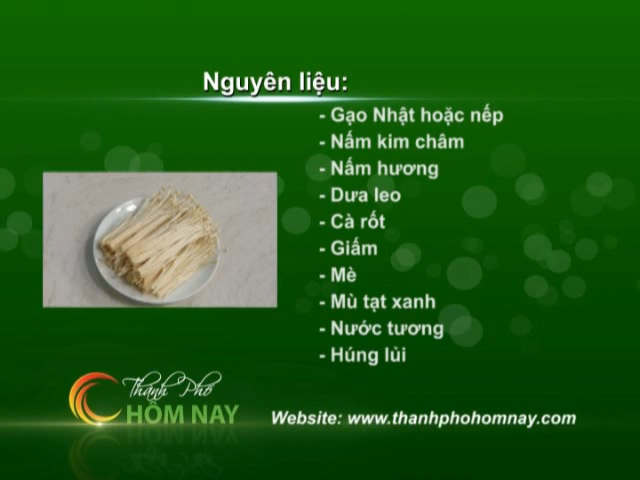 Nguyên liệu:
- Gạo Nhật hoặc nếp
- Nấm kim châm
- Nấm hương
- Dưa leo
- Cà rốt
- Giấm
- Mè
- Mù tạt xanh
- Nước tương
- Húng lủi
Thành Phố
HÔM NAY
Website: www.thanhphohomnay.com